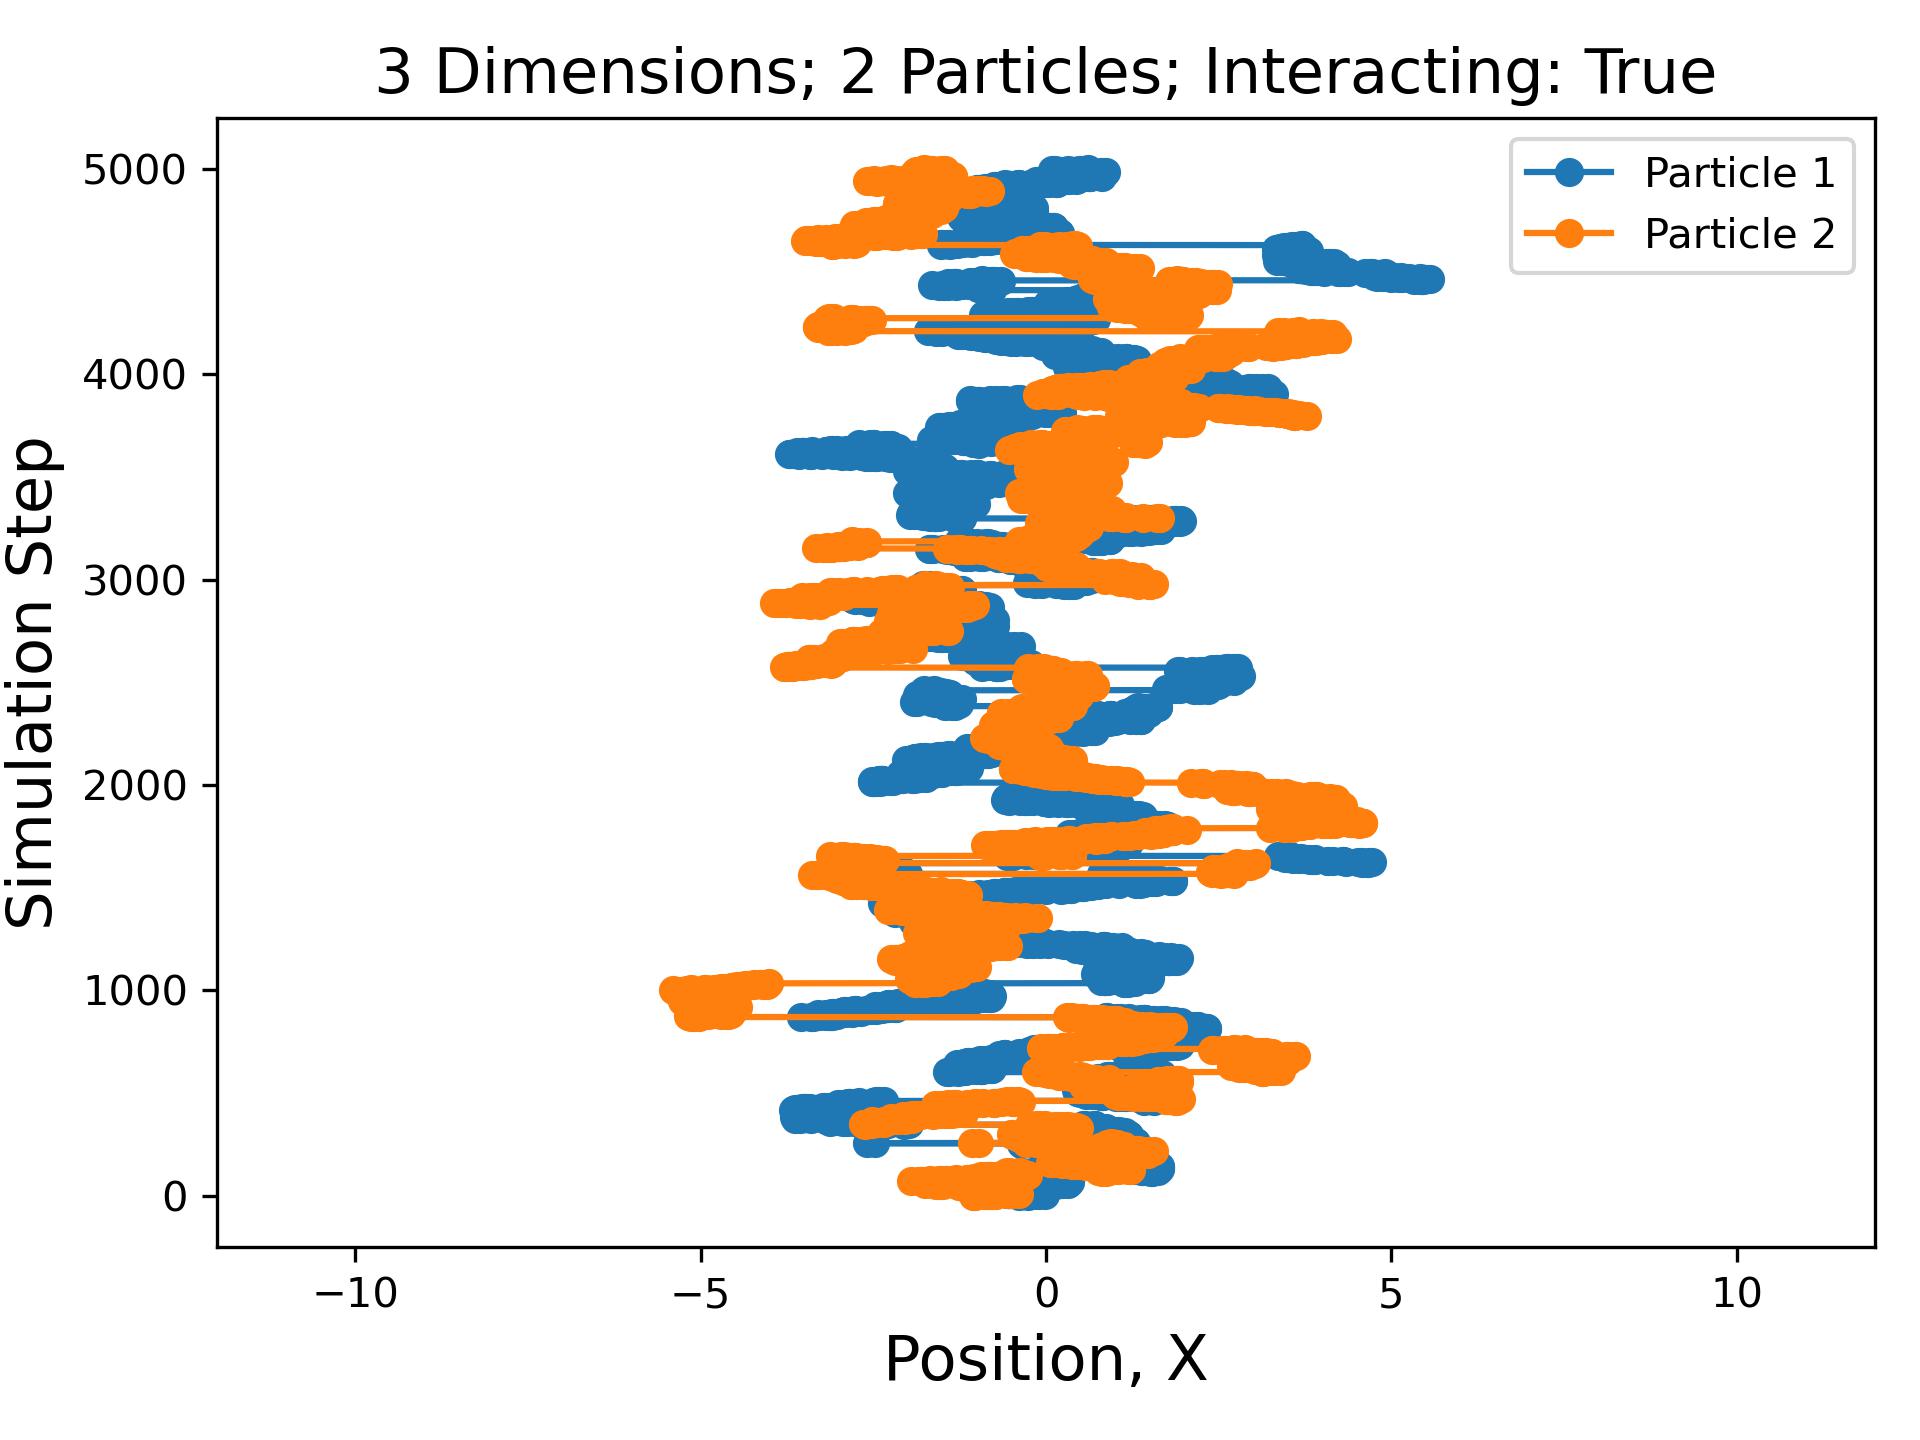 3 Dimensions; 2 Particles; Interacting: True
Particle 1
Particle 2
Simulation Step
5000
4000
3000
2000
1000
0
−10
−5
0
5
10
Position, X